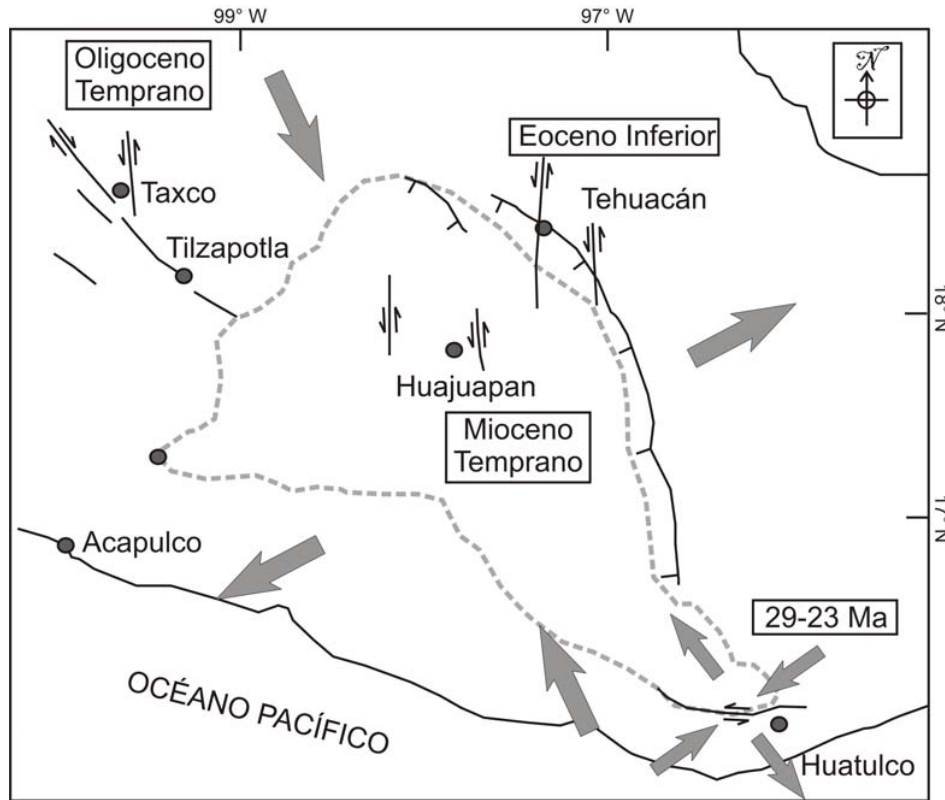 99° W
97° W
Oligoceno
Temprano
N
Eoceno Inferior
Taxco
Tehuacán
Tilzapotla
18° N
Huajuapan
Mioceno
Temprano
17° N
Acapulco
29-23 Ma
OCÉANO PACÍFICO
Huatulco